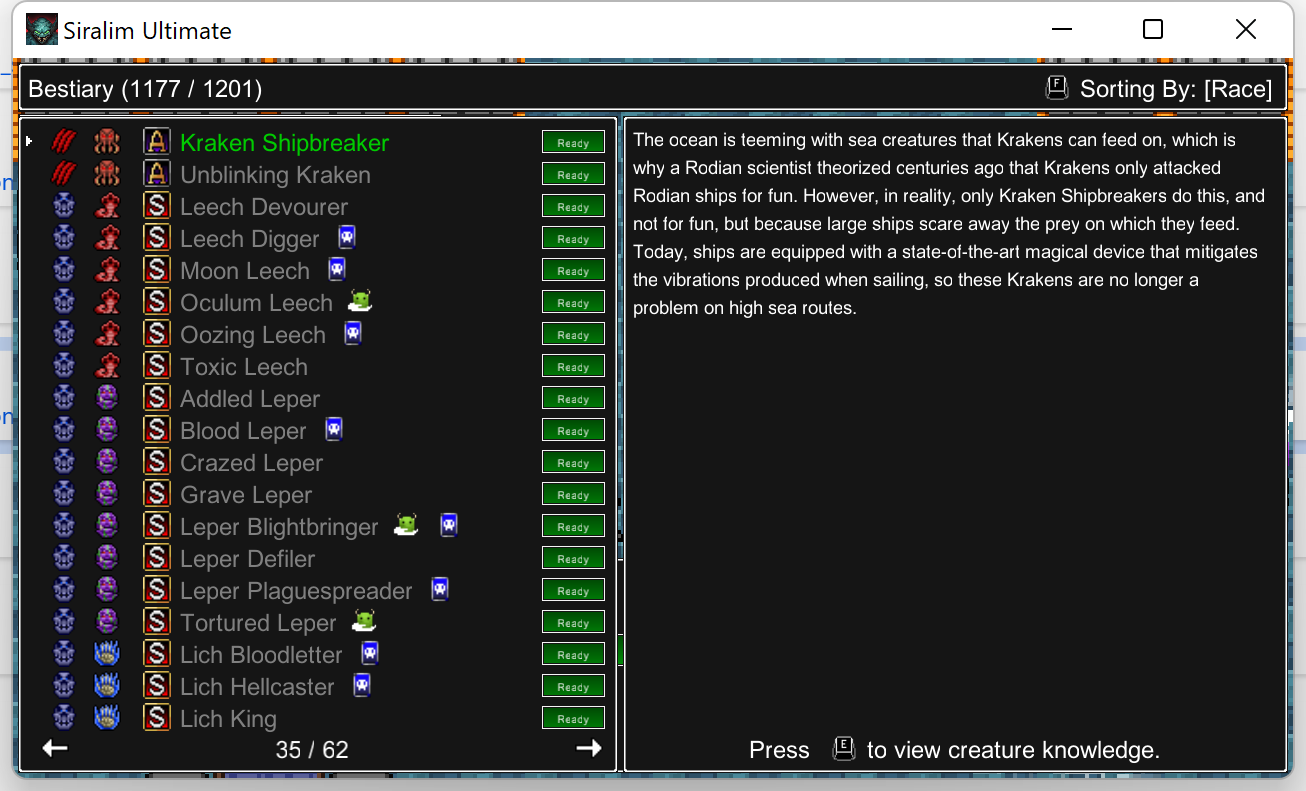 Siralim Ultimate
Bestiary (1177 / 1201)
F Sorting By: [Race]
A Kraken Shipbreaker Ready
A Unblinking Kraken Ready
S Leech Devourer Ready
S Leech Digger Ready
S Moon Leech Ready
S Oculum Leech Ready
S Oozing Leech Ready
S Toxic Leech Ready
S Addled Leper Ready
S Blood Leper Ready
S Crazed Leper Ready
S Grave Leper Ready
S Leper Blightbringer Ready
S Leper Defiler Ready
S Leper Plaguespreader Ready
S Tortured Leper Ready
S Lich Bloodletter Ready
S Lich Hellcaster Ready
S Lich King Ready
35 / 62
The ocean is teeming with sea creatures that Krakens can feed on, which is
why a Rodian scientist theorized centuries ago that Krakens only attacked
Rodian ships for fun. However, in reality, only Kraken Shipbreakers do this, and
not for fun, but because large ships scare away the prey on which they feed.
Today, ships are equipped with a state-of-the-art magical device that mitigates
the vibrations produced when sailing, so these Krakens are no longer a
problem on high sea routes.
Press E to view creature knowledge.